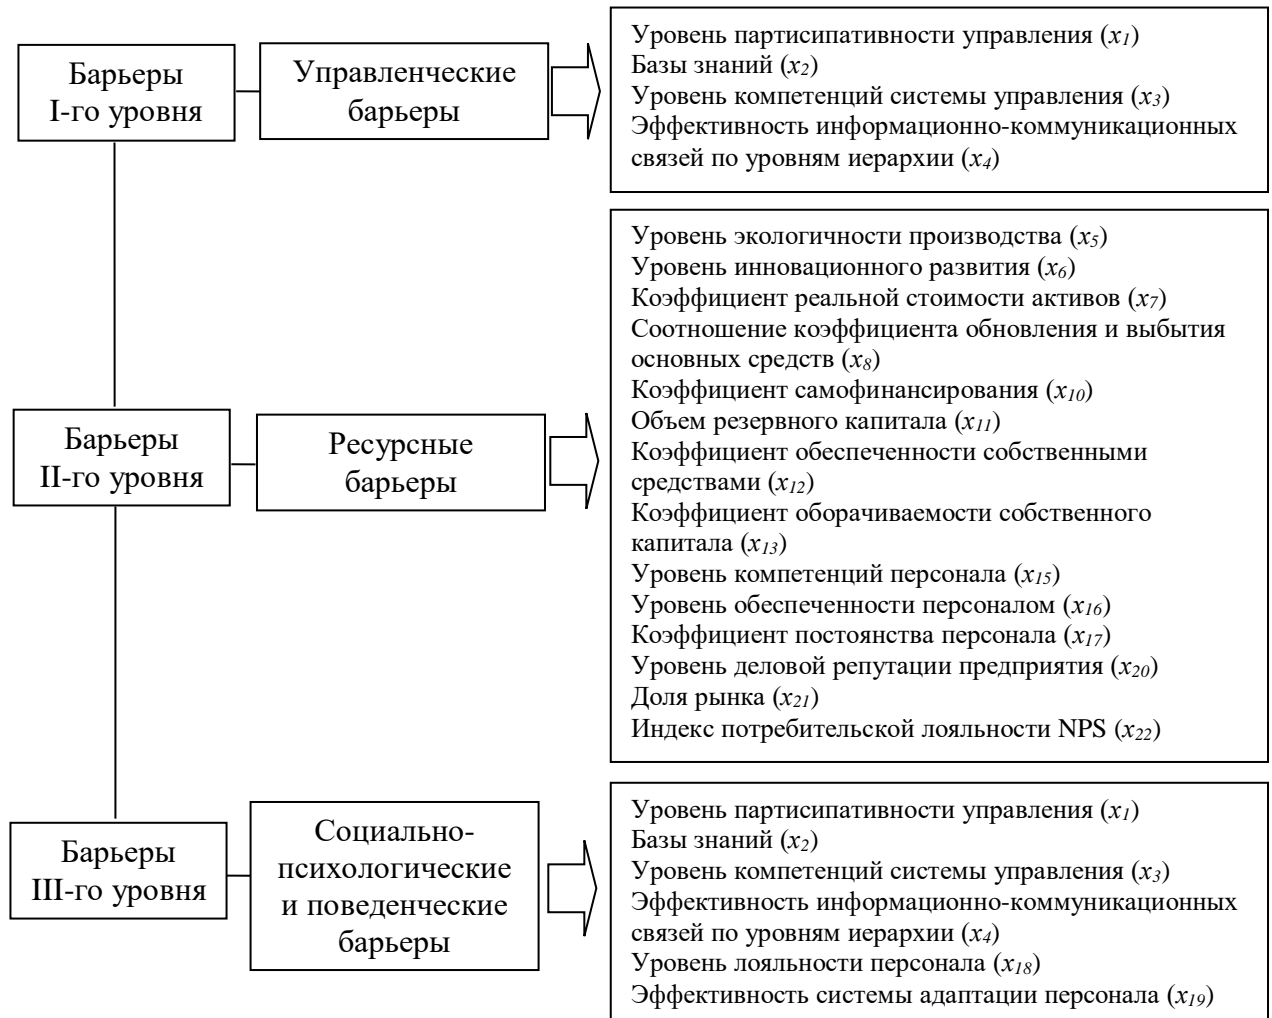 Барьеры
I-го уровня
Управленческие
барьеры
Уровень партисипативности управления (x1)
Базы знаний (x2)
Уровень компетенций системы управления (x3)
Эффективность информационно-коммуникационных
связей по уровням иерархии (x4)
Барьеры
II-го уровня
Ресурсные
барьеры
Уровень экологичности производства (x5)
Уровень инновационного развития (x6)
Коэффициент реальной стоимости активов (x7)
Соотношение коэффициента обновления и выбытия
основных средств (x8)
Коэффициент самофинансирования (x10)
Объем резервного капитала (x11)
Коэффициент обеспеченности собственными
средствами (x12)
Коэффициент оборачиваемости собственного
капитала (x13)
Уровень компетенций персонала (x15)
Уровень обеспеченности персоналом (x16)
Коэффициент постоянства персонала (x17)
Уровень деловой репутации предприятия (x20)
Доля рынка (x21)
Индекс потребительской лояльности NPS (x22)
Барьеры
III-го уровня
Социально-
психологические
и поведенческие
барьеры
Уровень партисипативности управления (x1)
Базы знаний (x2)
Уровень компетенций системы управления (x3)
Эффективность информационно-коммуникационных
связей по уровням иерархии (x4)
Уровень лояльности персонала (x18)
Эффективность системы адаптации персонала (x19)